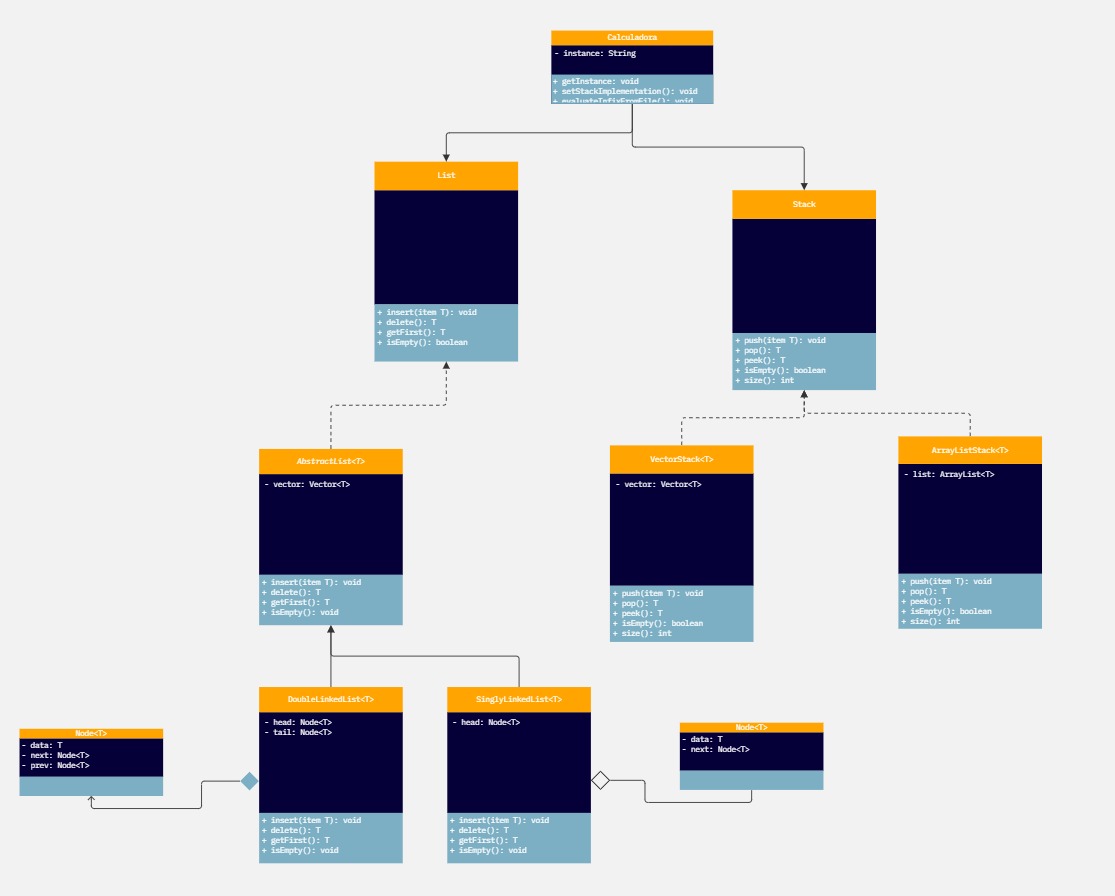 Calculadora
- instance: String
+ getInstance: void
+ setStackImplementation(): void
+ evaluateInfixFromFile(): void
List
+ insert(item T): void
+ delete(): T
+ getFirst(): T
+ isEmpty(): boolean
Stack
+ push(item T): void
+ pop(): T
+ peek(): T
+ isEmpty(): boolean
+ size(): int
AbstractList<T>
- vector: Vector<T>
+ insert(item T): void
+ delete(): T
+ getFirst(): T
+ isEmpty(): void
VectorStack<T>
- vector: Vector<T>
+ push(item T): void
+ pop(): T
+ peek(): T
+ isEmpty(): boolean
+ size(): int
ArrayListStack<T>
- list: ArrayList<T>
+ push(item T): void
+ pop(): T
+ peek(): T
+ isEmpty(): boolean
+ size(): int
Node<T>
- data: T
- next: Node<T>
- prev: Node<T>
DoubleLinkedList<T>
- head: Node<T>
- tail: Node<T>
+ insert(item T): void
+ delete(): T
+ getFirst(): T
+ isEmpty(): void
SinglyLinkedList<T>
- head: Node<T>
+ insert(item T): void
+ delete(): T
+ getFirst(): T
+ isEmpty(): void
Node<T>
- data: T
- next: Node<T>